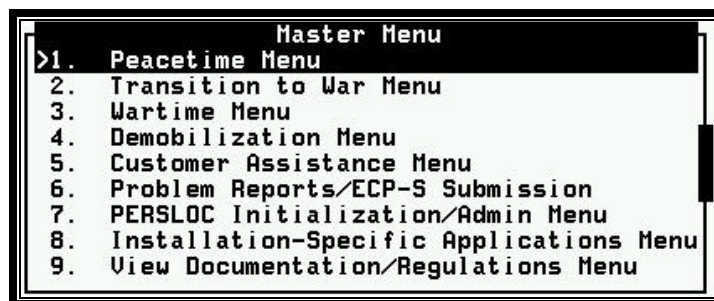 Master Menu
>1. Peacetime Menu
2. Transition to War Menu
3. Wartime Menu
4. Demobilization Menu
5. Customer Assistance Menu
6. Problem Reports/ECP-S Submission
7. PERSLOC Initialization/Admin Menu
8. Installation-Specific Applications Menu
9. View Documentation/Regulations Menu